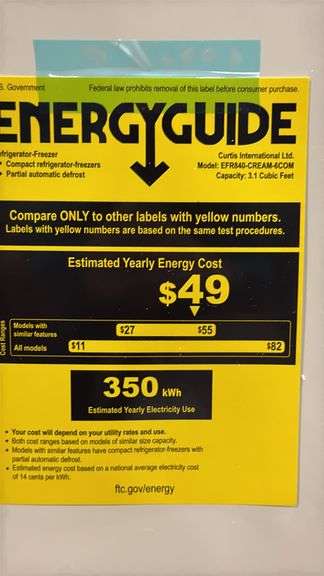 S. Government Federal law prohibits removal of this label before consumer purchase.
ENERGYGUIDE
efrigerator-Freezer
• Compact refrigerator-freezers
• Partial automatic defrost
Curtis International Ltd.
Model: EFR840-CREAM-6COM
Capacity: 3.1 Cubic Feet
Compare ONLY to other labels with yellow numbers.
Labels with yellow numbers are based on the same test procedures.
Estimated Yearly Energy Cost
$49
Cost Ranges
Models with
similar features
$27 $55
All models
$11 $82
350 kWh
Estimated Yearly Electricity Use
• Your cost will depend on your utility rates and use.
• Both cost ranges based on models of similar size capacity.
• Models with similar features have compact refrigerator-freezers with
partial automatic defrost.
• Estimated energy cost based on a national average electricity cost
of 14 cents per kWh.
ftc.gov/energy